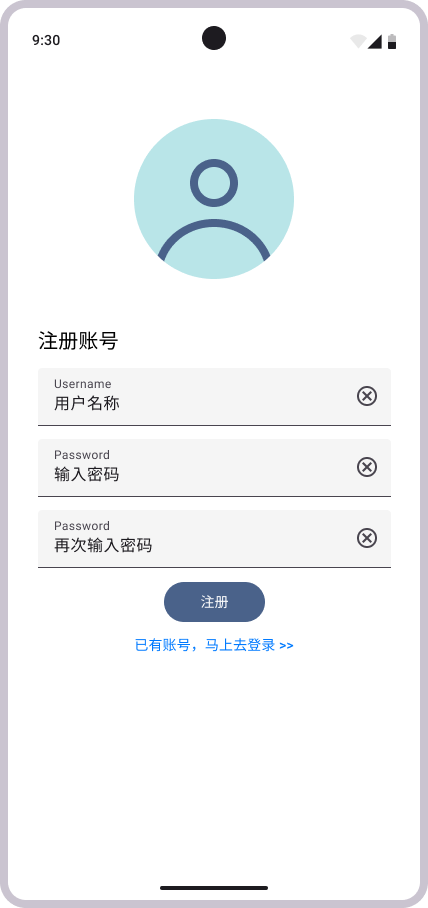 9:30
注册账号
Username
用户名称
Password
输入密码
Password
再次输入密码
注册
已有账号，马上去登录 >>